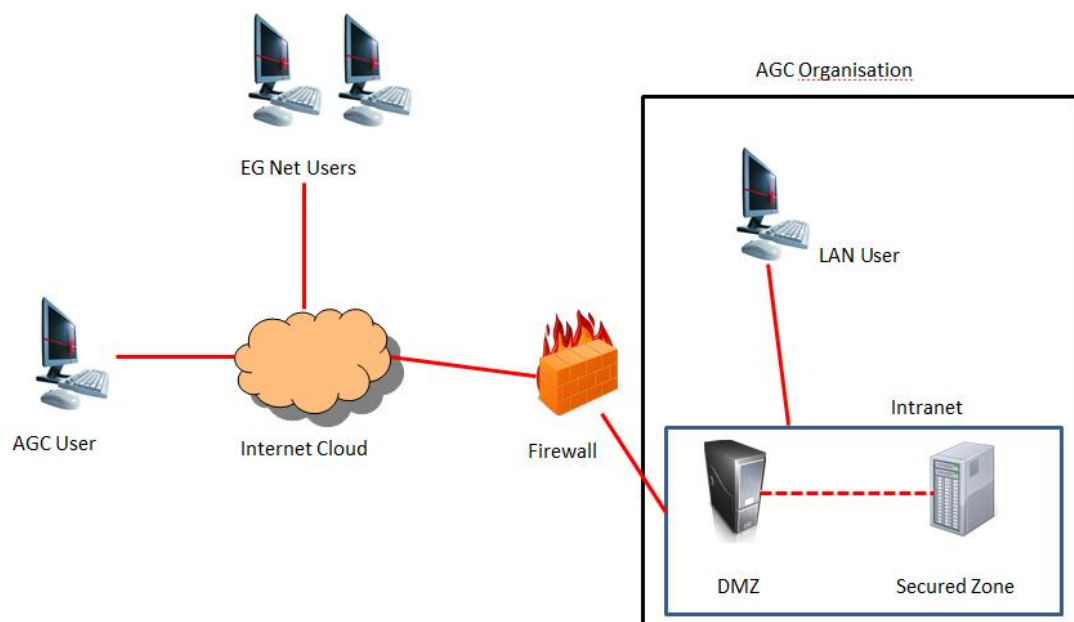 AGC Organisation
EG Net Users
LAN User
AGC User
Internet Cloud
Firewall
Intranet
DMZ
Secured Zone